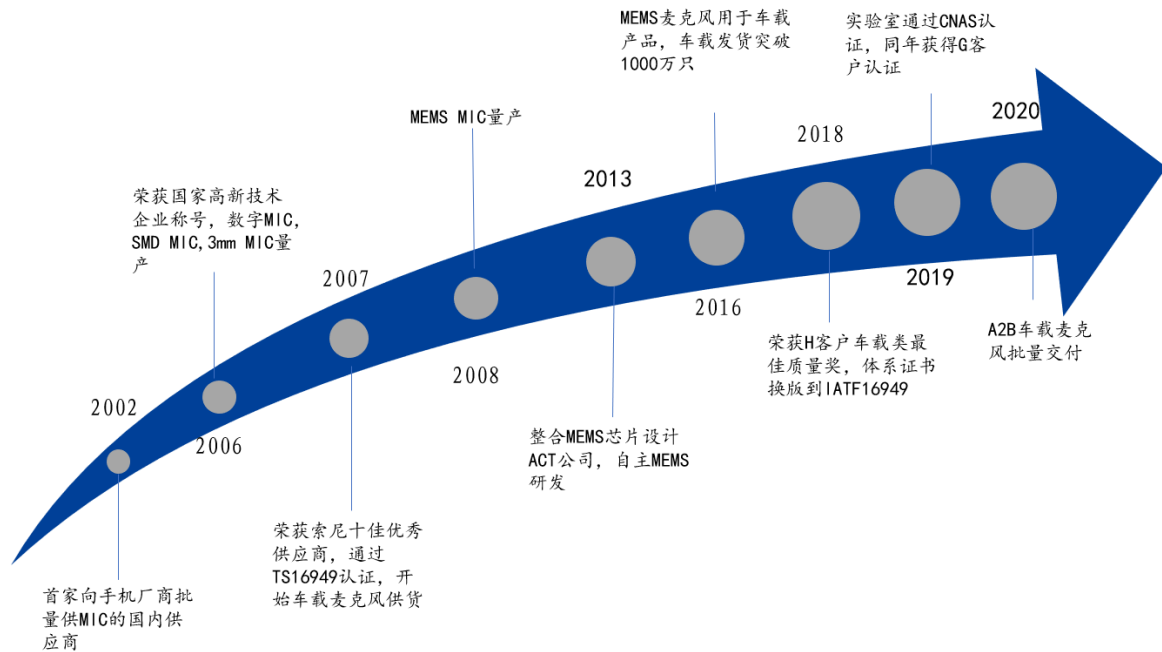 MEMS麦克风用于车载
产品，车载发货突破
1000万只
实验室通过CNAS认
证，同年获得G客
户认证
MEMS MIC量产
2018
2020
荣获国家高新技术
企业称号，数字MIC，
SMD MIC,3mm MIC量
产
2013
2007
2019
2016
2008
2002
2006
荣获H客户车载类最
佳质量奖，体系证书
换版到IATF16949
A2B车载麦克
风批量交付
整合MEMS芯片设计
ACT公司，自主MEMS
研发
荣获索尼十佳优秀
供应商，通过
TS16949认证，开
始车载麦克风供货
首家向手机厂商批
量供MIC的国内供
应商